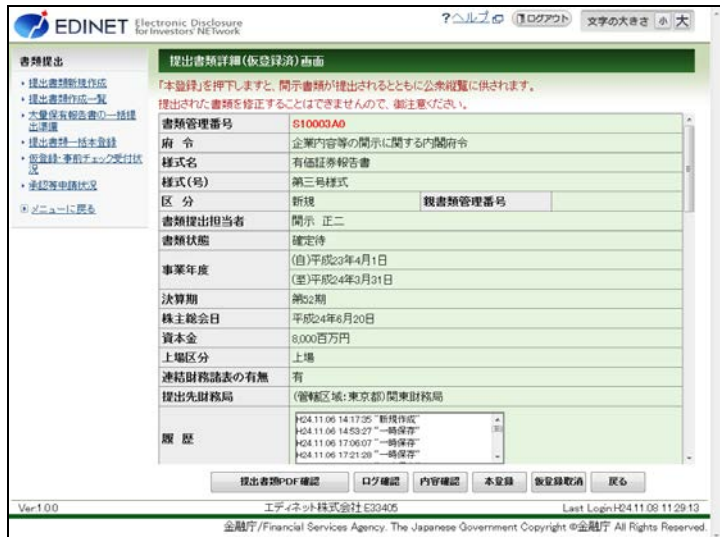 EDINET Electronic Disclosure for Investors' NETwork
?ヘルプ ログアウト 文字の大きさ 小 大
書類提出
・提出書類新規作成
・提出書類作成一覧
・大量保有報告書の一括提出準備
・提出書類一括本登録
・仮登録・事前チェック受付状況
・承認等申請状況
メニューに戻る
提出書類詳細(仮登録済)画面
「本登録」を押下しますと、開示書類が提出されるとともに公衆縦覧に供されます。
提出された書類を修正することはできませんので、御注意ください。
書類管理番号 S10003A0
府 令 企業内容等の開示に関する内閣府令
様式名 有価証券報告書
様式(号) 第三号様式
区 分 新規 親書類管理番号
書類提出担当者 開示 正二
書類状態 確定待
事業年度 (自)平成23年4月1日
(至)平成24年3月31日
決算期 第52期
株主総会日 平成24年6月20日
資本金 8,000百万円
上場区分 上場
連結財務諸表の有無 有
提出先財務局 (管轄区域:東京都)関東財務局
履 歴 H24.11.06 14:17:35 "新規作成"
H24.11.06 14:53:27 "一時保存"
H24.11.06 17:06:07 "一時保存"
H24.11.06 17:21:28 "一時保存"
提出書類PDF確認 ログ確認 内容確認 本登録 仮登録取消 戻る
Ver1.00 エディネット株式会社 E33405 Last Login:H24.11.08 11:29:13
金融庁/Financial Services Agency. The Japanese Government Copyright ©金融庁 All Rights Reserved.